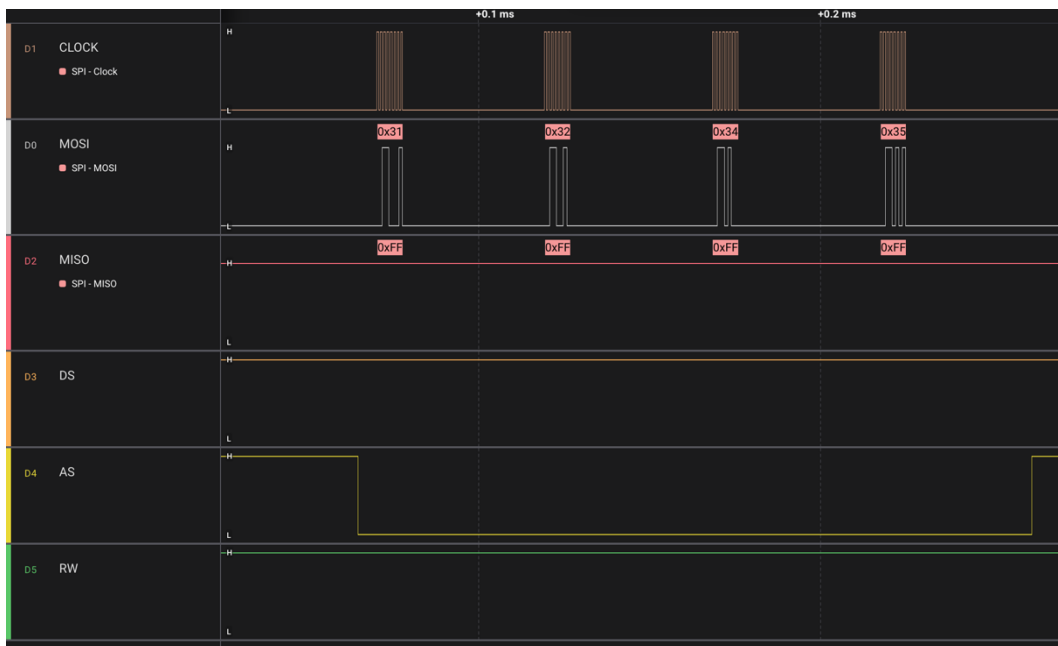 +0.1 ms +0.2 ms
D1 CLOCK H
SPI - Clock
L
0x31 0x32 0x34 0x35
D0 MOSI H
SPI - MOSI
L
0xFF 0xFF 0xFF 0xFF
D2 MISO H
SPI - MISO
L
H
D3 DS
L
H
D4 AS
L
H
D5 RW
L